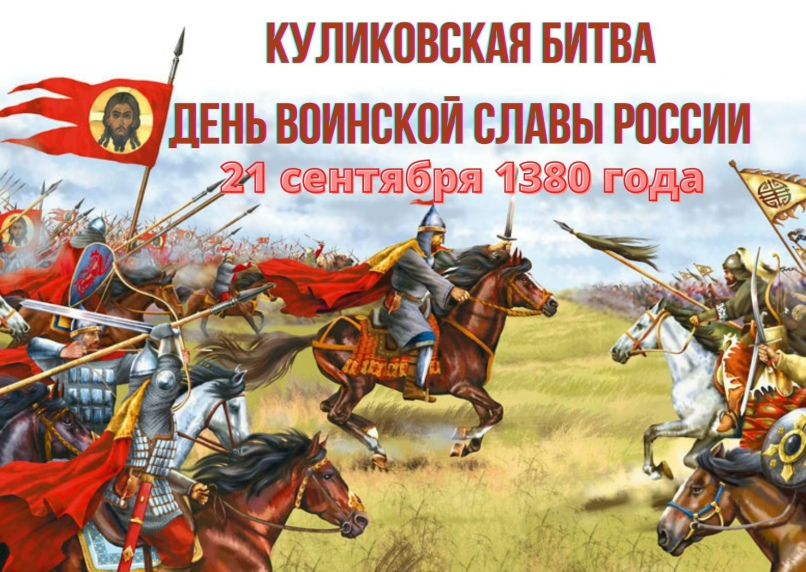 КУЛИКОВСКАЯ БИТВА
ДЕНЬ ВОИНСКОЙ СЛАВЫ РОССИИ
21 сентября 1380 года